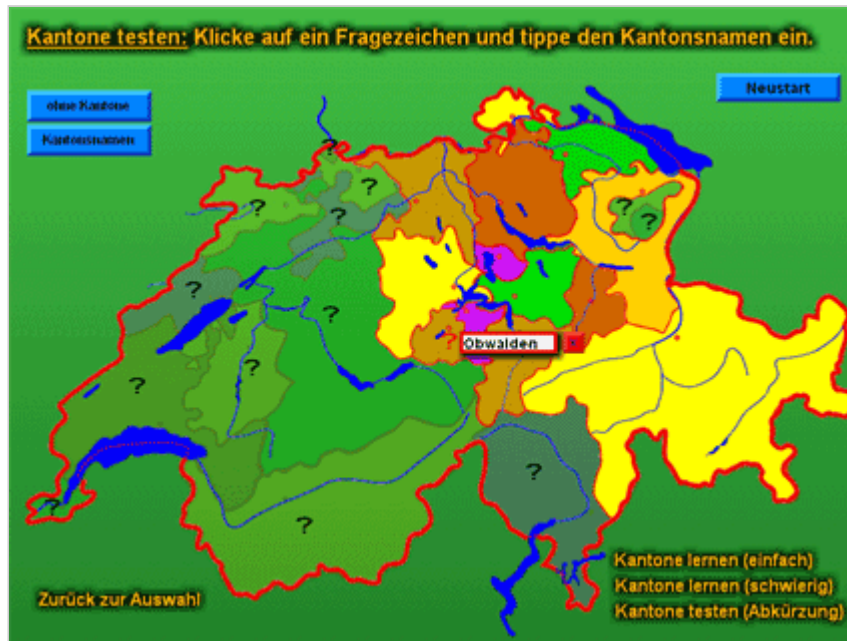 Kantone testen: Klicke auf ein Fragezeichen und tippe den Kantonsnamen ein.
ohne Kantone
Neustart
Kantonsnamen
?
? ?
? ? ?
?
?
? Obwalden
? ?
?
? ?
Kantone lernen (einfach)
Kantone lernen (schwierig)
Zurück zur Auswahl
Kantone testen (Abkürzung)